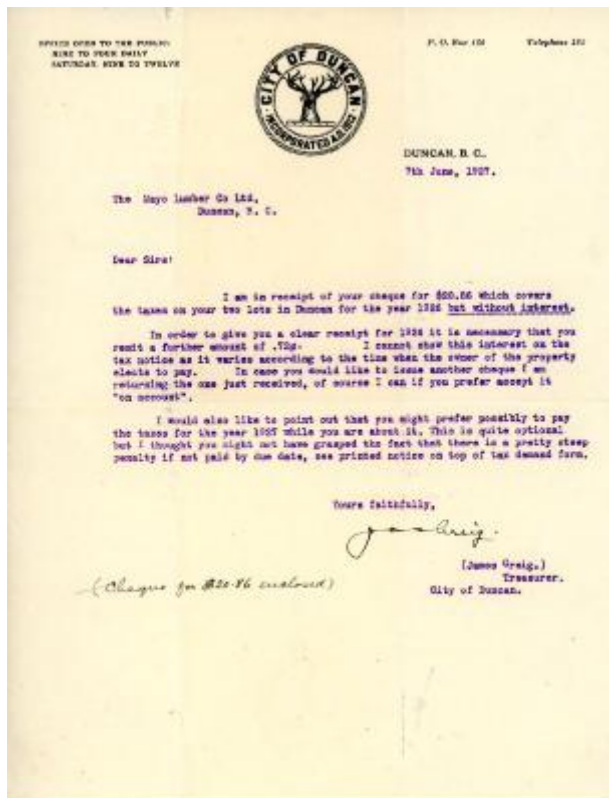 OFFICE OPEN TO THE PUBLIC:
NINE TO FOUR DAILY
SATURDAY, NINE TO TWELVE
P. O. Box
Telephone
CITY OF DUNCAN
INCORPORATED A.D. 1912
DUNCAN, B. C.,
7th June, 1927.
The Mayo Lumber Co Ltd,
Duncan, B. C.
Dear Sirs:
I am in receipt of your cheque for $20.86 which covers
the taxes on your two lots in Duncan for the year 1926 but without interest.
In order to give you a clear receipt for 1926 it is necessary that you
remit a further amount of .72¢. I cannot show this interest on the
tax notice as it varies according to the time when the owner of the property
elects to pay. In case you would like to issue another cheque I am
returning the one just received, of course I can if you prefer accept it
"on account".
I would also like to point out that you might prefer possibly to pay
the taxes for the year 1927 while you are about it. This is quite optional
but I thought you might not have grasped the fact that there is a pretty steep
penalty if not paid by due date, see printed notice on top of tax demand form.
Yours faithfully,
Jas Greig.
(James Greig.)
Treasurer.
City of Duncan.
(Cheque for $20.86 enclosed)